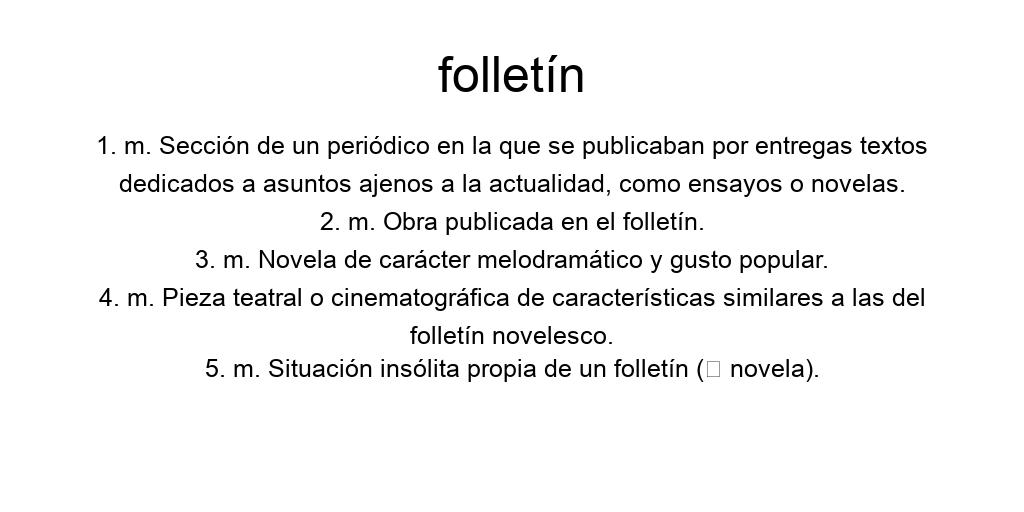 folletín
1. m. Sección de un periódico en la que se publicaban por entregas textos
dedicados a asuntos ajenos a la actualidad, como ensayos o novelas.
2. m. Obra publicada en el folletín.
3. m. Novela de carácter melodramático y gusto popular.
4. m. Pieza teatral o cinematográfica de características similares a las del
folletín novelesco.
5. m. Situación insólita propia de un folletín (□ novela).